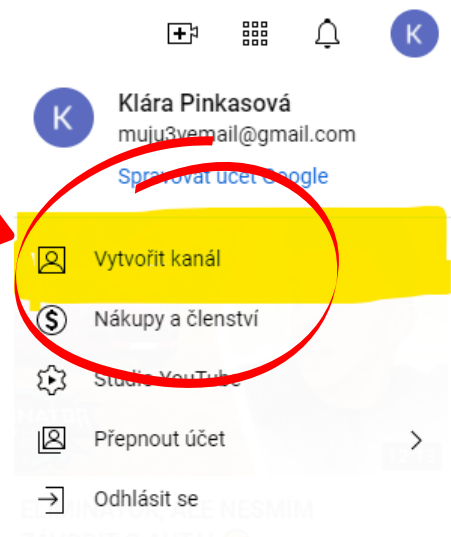 K
K
Klára Pinkasová
muju3vemail@gmail.com
Spravovat účet Google
Vytvořit kanál
Nákupy a členství
Studio YouTube
Přepnout účet
Odhlásit se